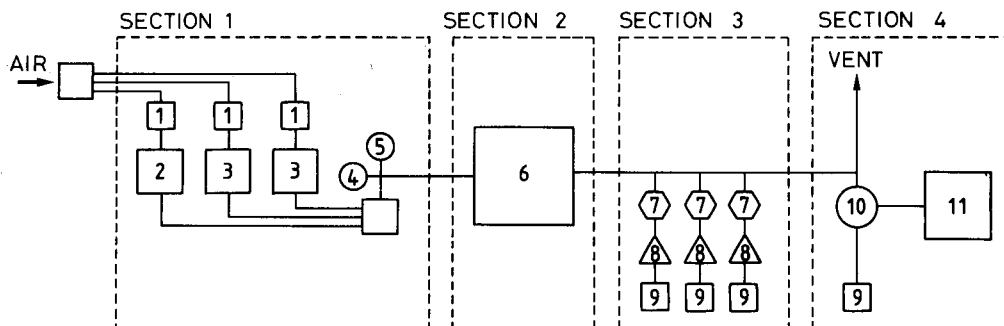 SECTION 1 SECTION 2 SECTION 3 SECTION 4
AIR VENT
1 1 1
5
2 3 3 4 6
7 7 7 10 11
8 8 8
9 9 9 9